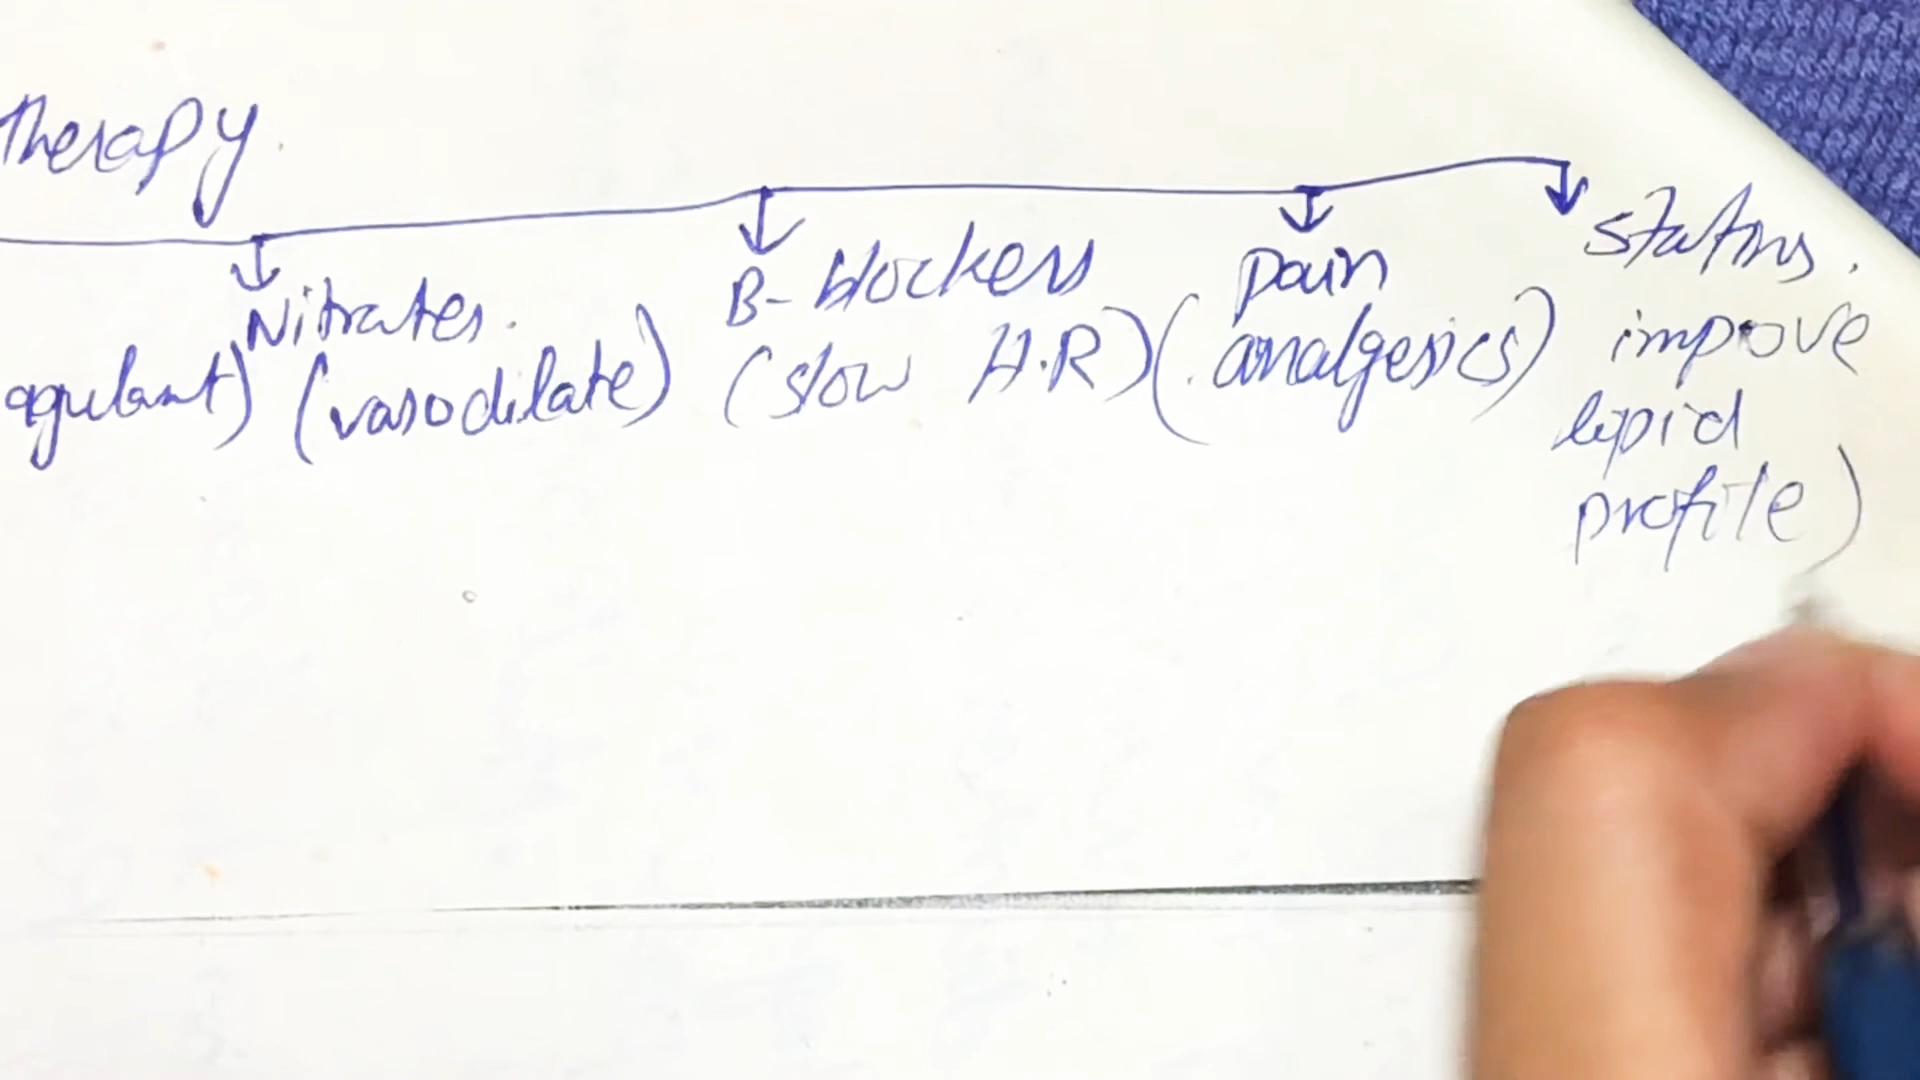 Therapy.
Nitrates.
B-blockers
Pain
Statins.
agulant) (vasodilate) (slow H.R) (analgesics) improve
lipid
profile)